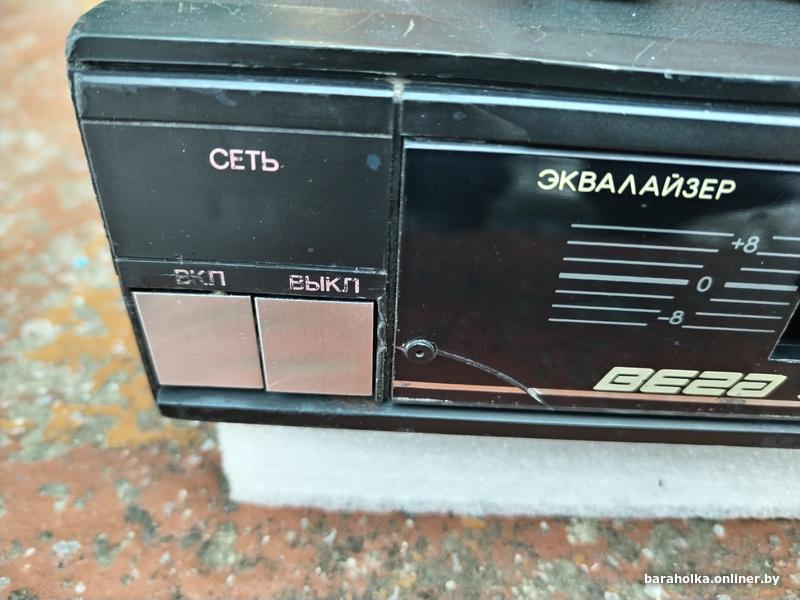 СЕТЬ
ЭКВАЛАЙЗЕР
+8
0
-8
ВКЛ ВЫКЛ
ВЕГА
baraholka.onliner.by